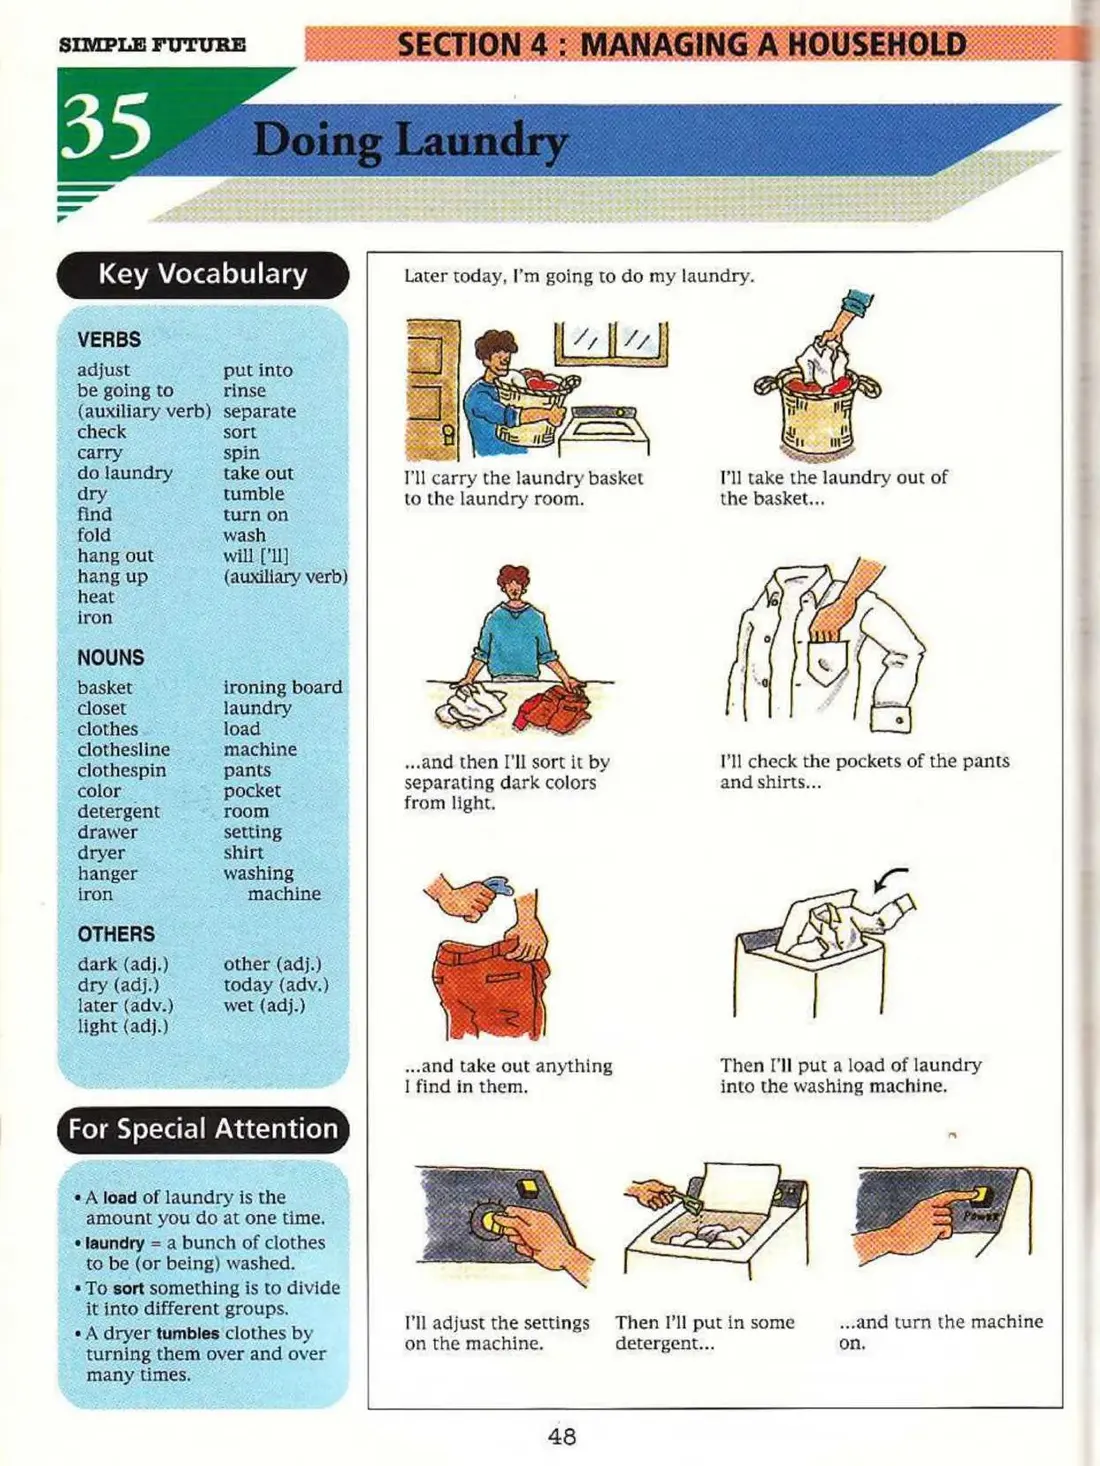 SIMPLE FUTURE
SECTION 4 : MANAGING A HOUSEHOLD
35
Doing Laundry
Key Vocabulary
VERBS
adjust
be going to
(auxiliary verb)
check
carry
do laundry
dry
find
fold
hang out
hang up
heat
iron
put into
rinse
separate
sort
spin
take out
tumble
turn on
wash
will ['ll]
(auxiliary verb)
NOUNS
basket
closet
clothes
clothesline
clothespin
color
detergent
drawer
dryer
hanger
iron
ironing board
laundry
load
machine
pants
pocket
room
setting
shirt
washing
machine
OTHERS
dark (adj.)
dry (adj.)
later (adv.)
light (adj.)
other (adj.)
today (adv.)
wet (adj.)
For Special Attention
• A load of laundry is the
amount you do at one time.
• laundry = a bunch of clothes
to be (or being) washed.
• To sort something is to divide
it into different groups.
• A dryer tumbles clothes by
turning them over and over
many times.
Later today, I'm going to do my laundry.
I'll carry the laundry basket
to the laundry room.
I'll take the laundry out of
the basket...
...and then I'll sort it by
separating dark colors
from light.
I'll check the pockets of the pants
and shirts...
...and take out anything
I find in them.
Then I'll put a load of laundry
into the washing machine.
I'll adjust the settings
on the machine.
Then I'll put in some
detergent...
POWER
...and turn the machine
on.
48